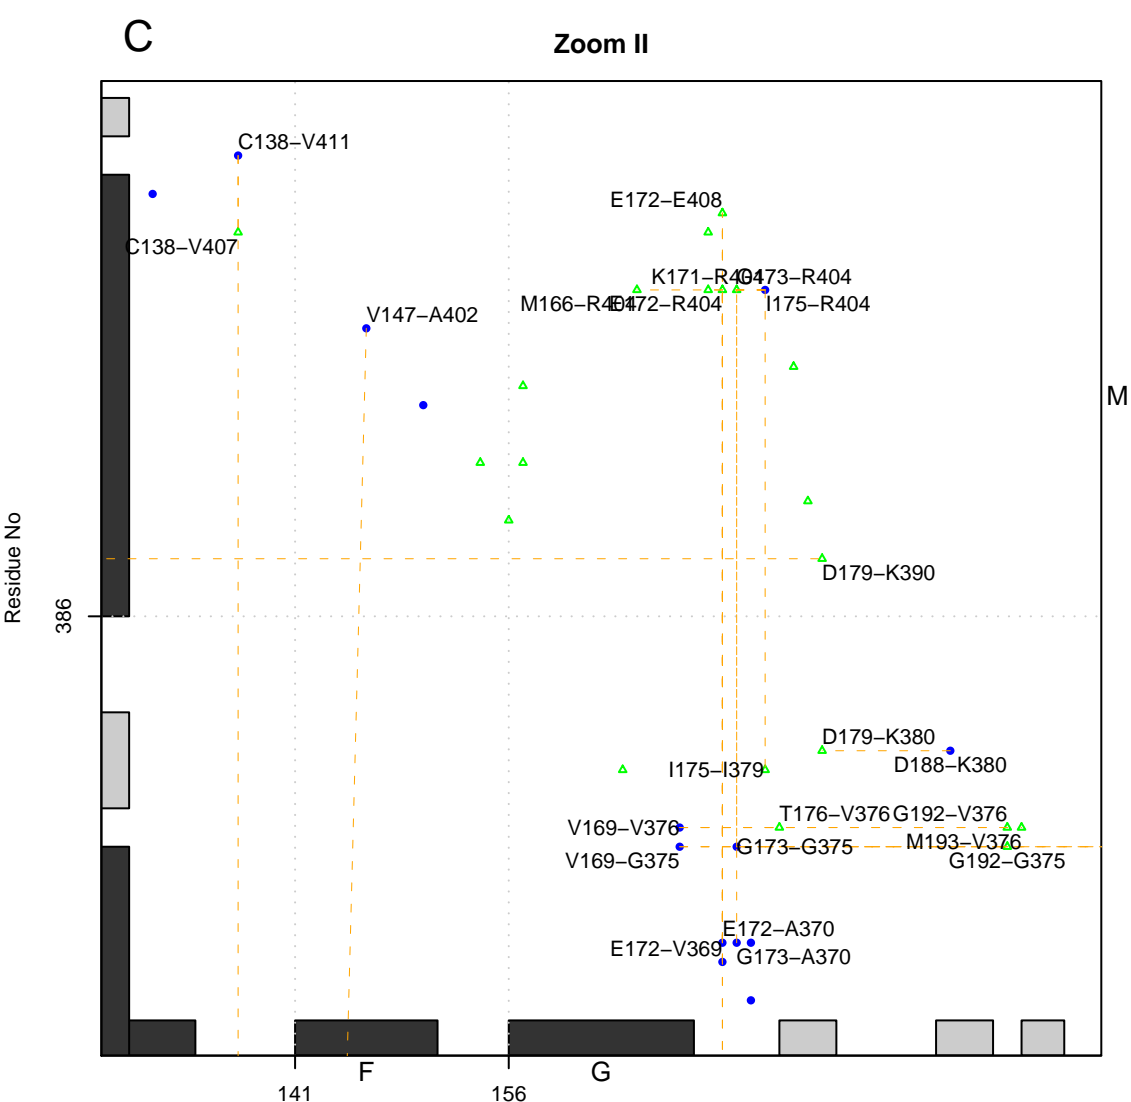 C
Zoom II
C138−V411
E172−E408
C138−V407
K171−R404
G173−R404
M166−R404
E172−R404
I175−R404
V147−A402
M
Residue No
D179−K390
386
D179−K380
I175−I379
D188−K380
T176−V376
G192−V376
V169−V376
M193−V376
G173−G375
V169−G375
G192−G375
E172−A370
E172−V369
G173−A370
F
G
141
156